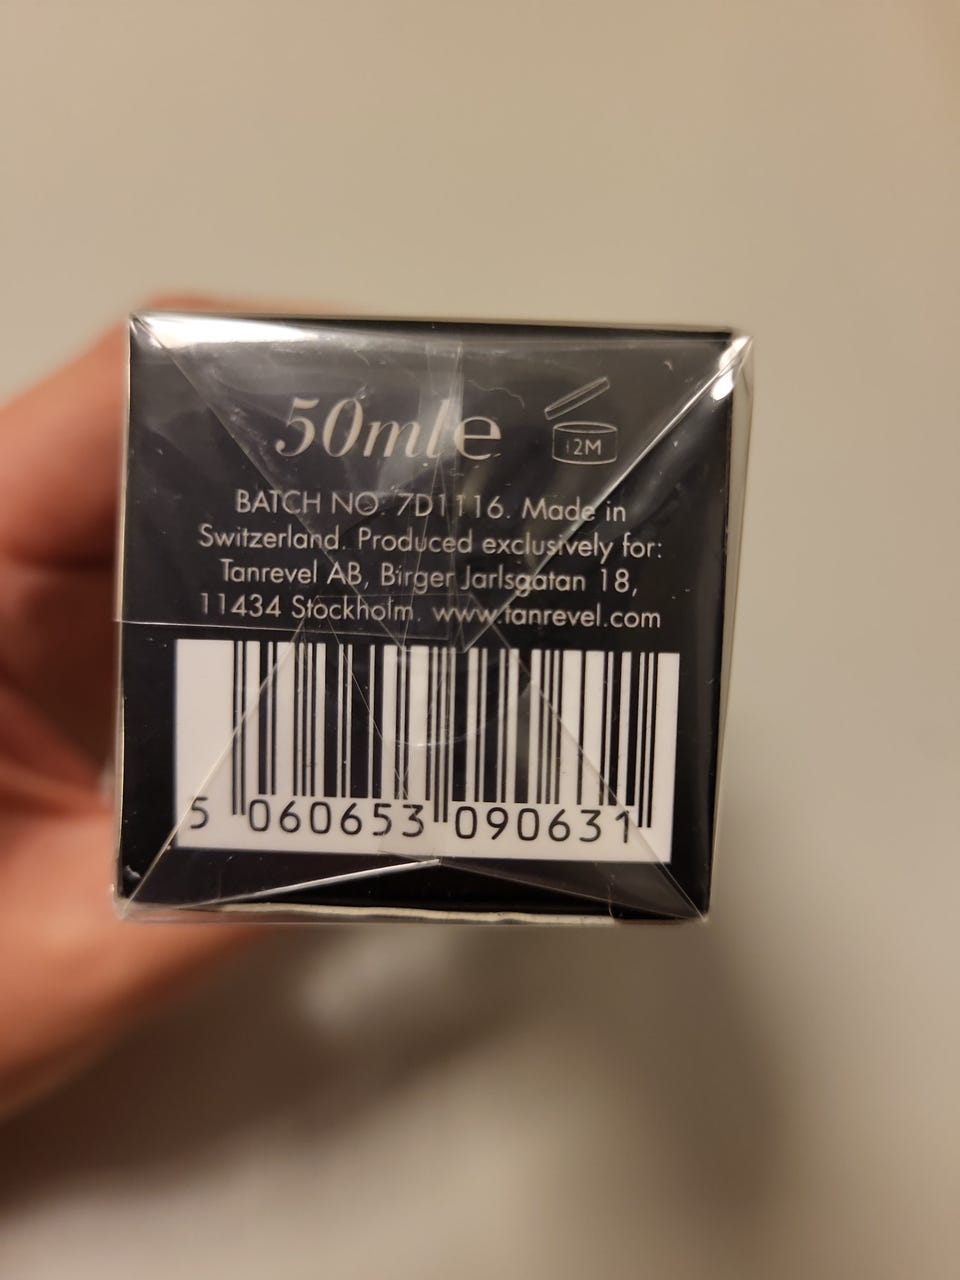 50ml e
12M
BATCH NO. 7D1116. Made in
Switzerland. Produced exclusively for:
Tanrevel AB, Birger Jarlsgatan 18,
11434 Stockholm. www.tanrevel.com
5 060653 090631